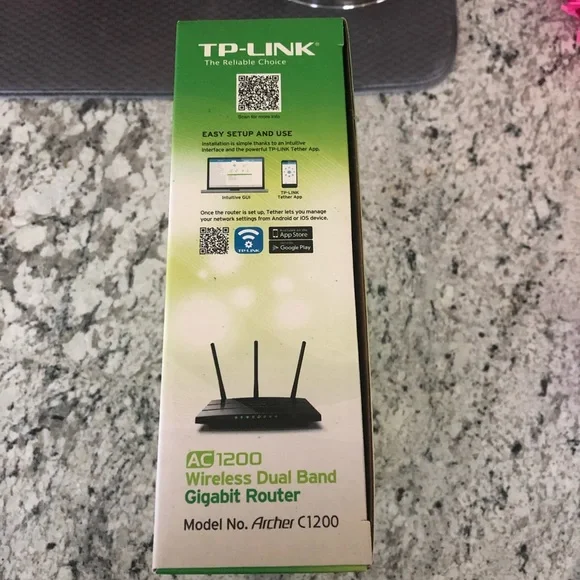 TP-LINK®
The Reliable Choice
Scan for more info
EASY SETUP AND USE
Installation is simple thanks to an intuitive
interface and the powerful TP-LINK Tether App.
Intuitive GUI
TP-LINK
Tether App
Once the router is set up, Tether lets you manage
your network settings from Android or iOS device.
TP-LINK
App Store
Google Play
AC1200
Wireless Dual Band
Gigabit Router
Model No. Archer C1200